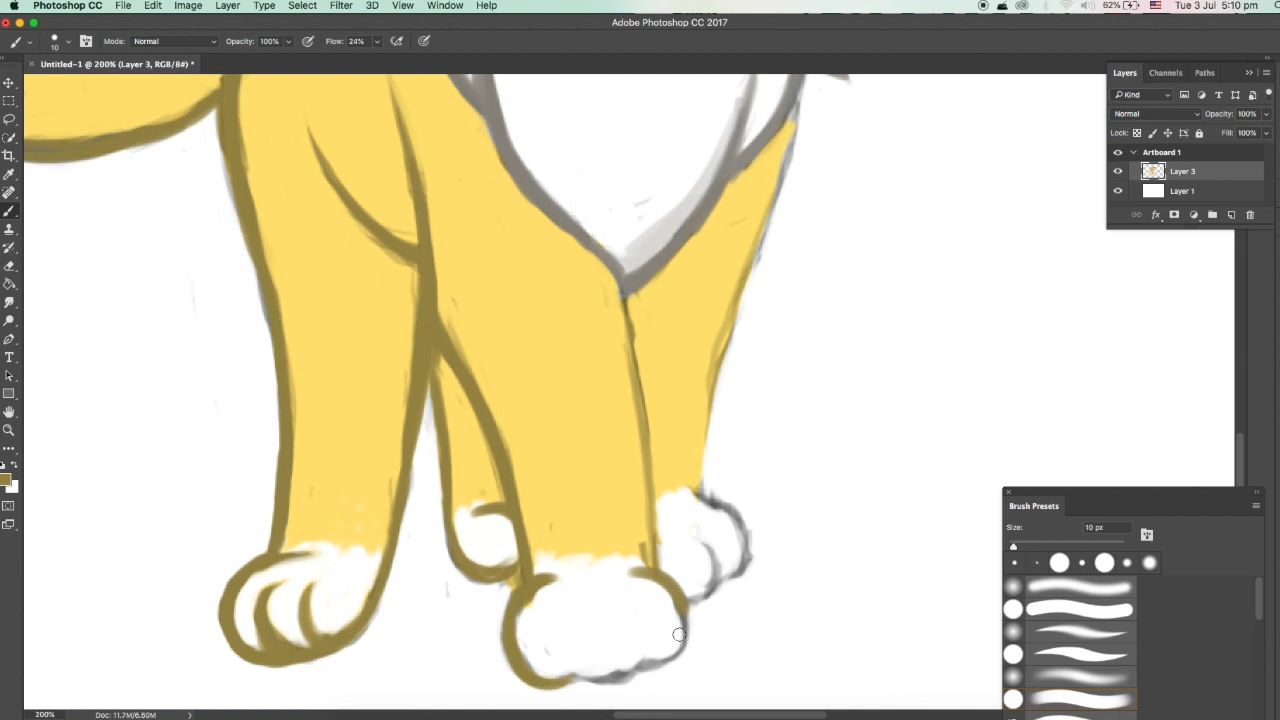 Photoshop CC File Edit Image Layer Type Select Filter 3D View Window Help 62% Tue 3 Jul 5:10 pm
Adobe Photoshop CC 2017
10 Mode: Normal Opacity: 100% Flow: 24%
Untitled-1 @ 200% (Layer 3, RGB/8#) *
Layers Channels Paths
Kind
Normal Opacity: 100%
Lock: Fill: 100%
Artboard 1
Layer 3
Layer 1
fx
Brush Presets
Size: 10 px
200% Doc: 11.7M/6.50M